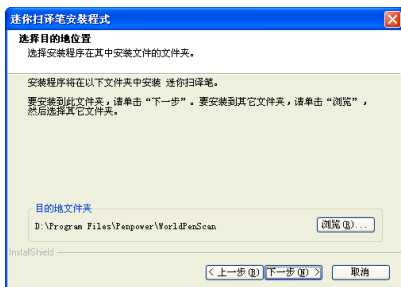 迷你扫译笔安装程式
选择目的地位置
选择安装程序在其中安装文件的文件夹。
安装程序将在以下文件夹中安装 迷你扫译笔。
要安装到此文件夹，请单击“下一步”。要安装到其它文件夹，请单击“浏览”，
然后选择其它文件夹。
目的地文件夹
D:\Program Files\Penpower\WorldPenScan
浏览(R)...
InstallShield
< 上一步(B)
下一步(N) >
取消